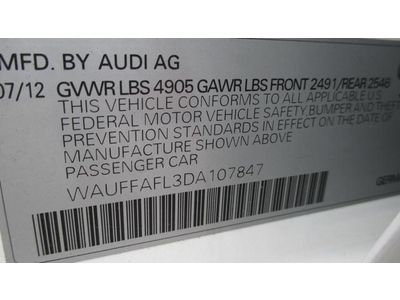 MFD. BY AUDI AG
07/12 GVWR LBS 4905 GAWR LBS FRONT 2491/REAR 2546
THIS VEHICLE CONFORMS TO ALL APPLICABLE U.S.
FEDERAL MOTOR VEHICLE SAFETY, BUMPER AND THEFT
PREVENTION STANDARDS IN EFFECT ON THE DATE OF
MANUFACTURE SHOWN ABOVE
PASSENGER CAR
WAUFFAFL3DA107847